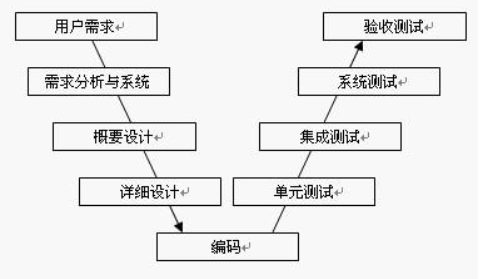 用户需求
验收测试
需求分析与系统
系统测试
概要设计
集成测试
详细设计
单元测试
编码